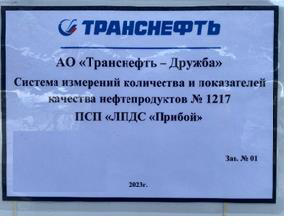 ТРАНСНЕФТЬ
АО «Транснефть – Дружба»
Система измерений количества и показателей
качества нефтепродуктов № 1217
ПСП «ЛПДС «Прибой»
Зав. № 01
2023г.